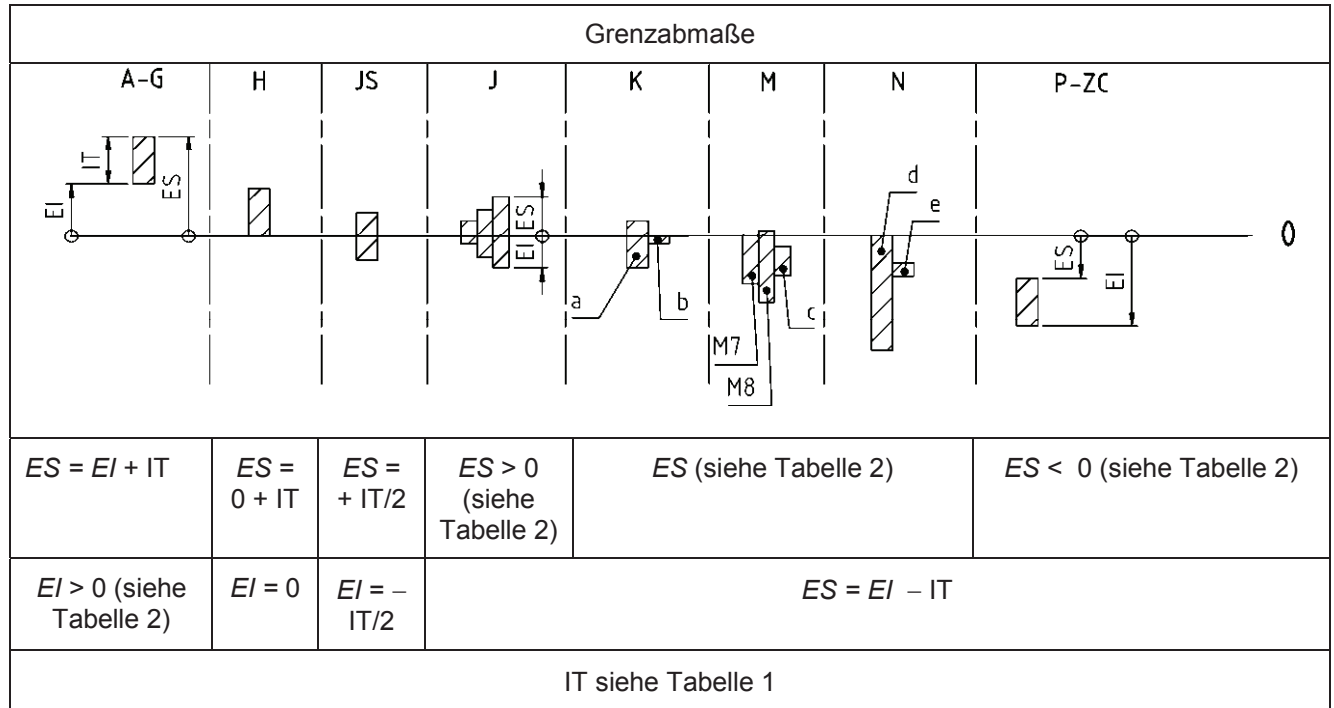 Grenzabmaße
A-G H JS J K M N P-ZC
IT
EI
ES
ES
EI
a
b
M7
M8
c
d
e
ES
EI
0
ES = EI + IT
ES =
0 + IT
ES =
+ IT/2
ES > 0
(siehe
Tabelle 2)
ES (siehe Tabelle 2)
ES < 0 (siehe Tabelle 2)
EI > 0 (siehe
Tabelle 2)
EI = 0
EI = –
IT/2
ES = EI – IT
IT siehe Tabelle 1